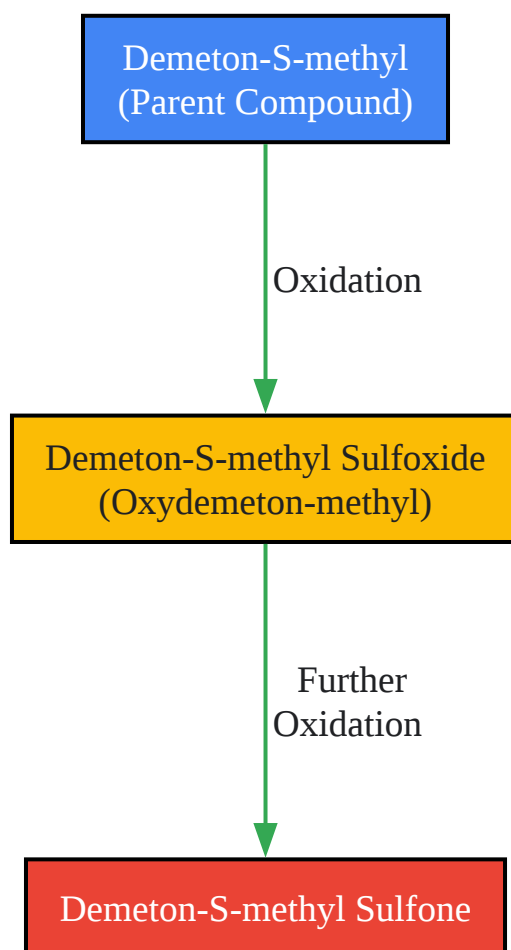 Demeton-S-methyl
(Parent Compound)
Oxidation
Demeton-S-methyl Sulfoxide
(Oxydemeton-methyl)
Further
Oxidation
Demeton-S-methyl Sulfone